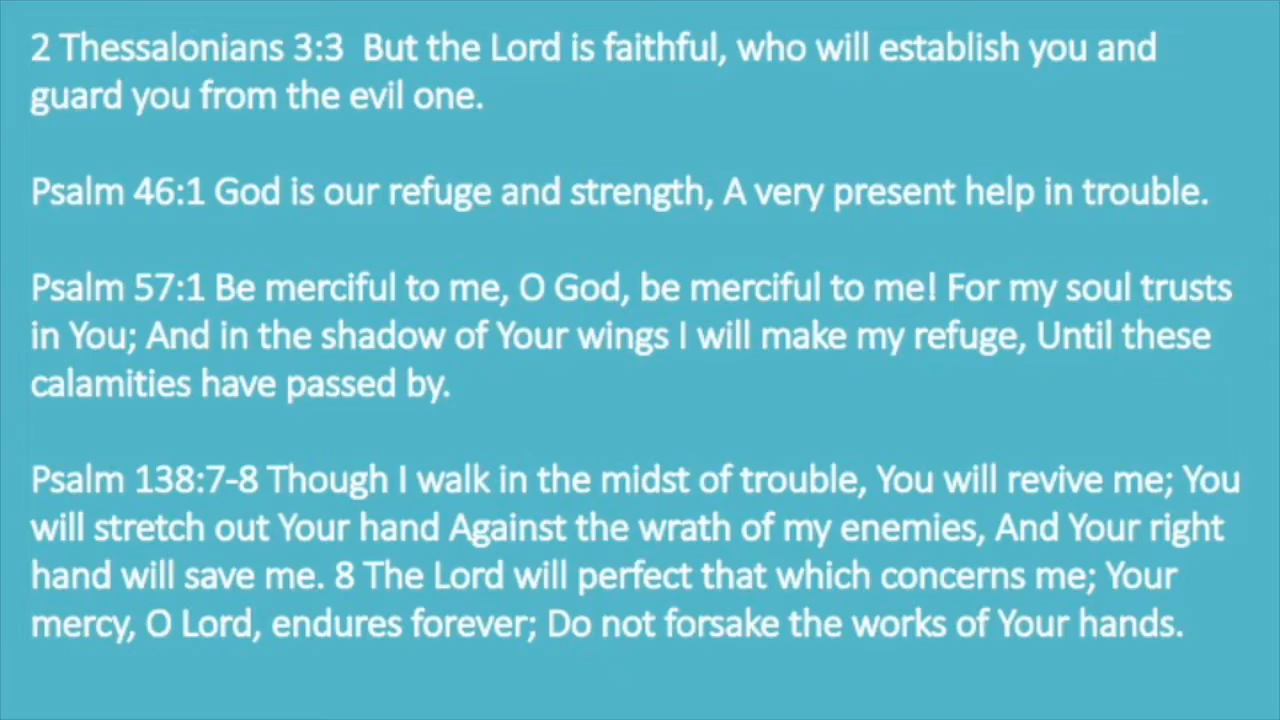 2 Thessalonians 3:3  But the Lord is faithful, who will establish you and
guard you from the evil one.
Psalm 46:1 God is our refuge and strength, A very present help in trouble.
Psalm 57:1 Be merciful to me, O God, be merciful to me! For my soul trusts
in You; And in the shadow of Your wings I will make my refuge, Until these
calamities have passed by.
Psalm 138:7-8 Though I walk in the midst of trouble, You will revive me; You
will stretch out Your hand Against the wrath of my enemies, And Your right
hand will save me. 8 The Lord will perfect that which concerns me; Your
mercy, O Lord, endures forever; Do not forsake the works of Your hands.